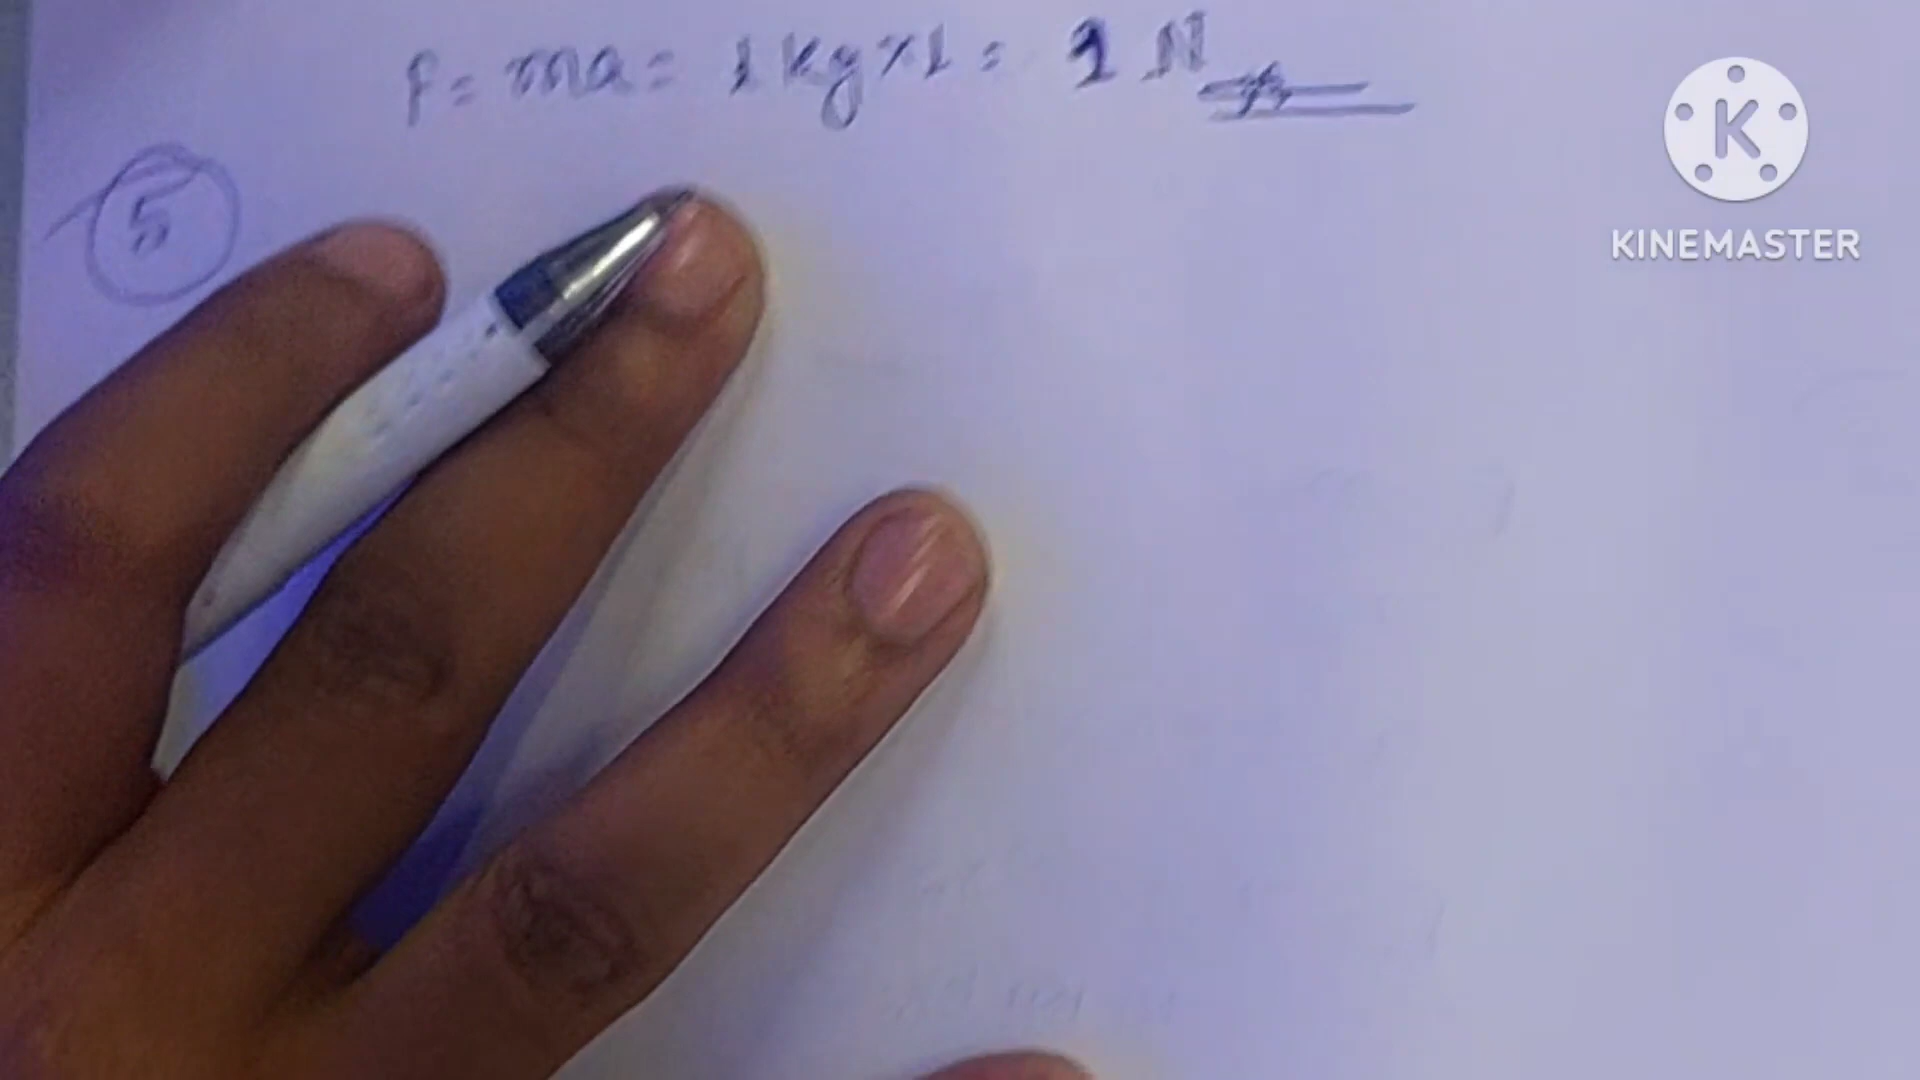 F = ma = 1 kg x 1 = 1 N
5
K
KINEMASTER